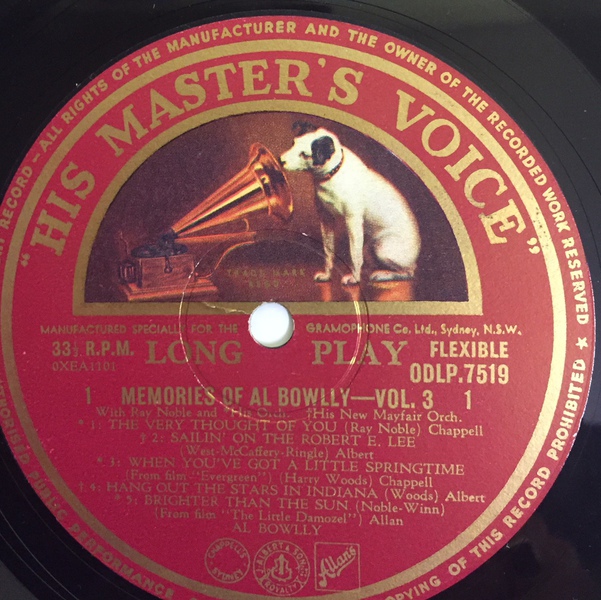 RECORD—ALL RIGHTS OF THE MANUFACTURER AND THE OWNER OF THE RECORDED WORK RESERVED ★
"HIS MASTER'S VOICE"
TRADE MARK
MANUFACTURED SPECIALLY FOR THE GRAMOPHONE Co. Ltd., Sydney, N.S.W.
33⅓ R.P.M. LONG PLAY FLEXIBLE
0XEA1101 ODLP.7519
1 MEMORIES OF AL BOWLLY—VOL. 3 1
With Ray Noble and *His Orch. †His New Mayfair Orch.
* 1: THE VERY THOUGHT OF YOU (Ray Noble) Chappell
2: SAILIN' ON THE ROBERT E. LEE
(West-McCaffery-Ringle) Albert
* 3: WHEN YOU'VE GOT A LITTLE SPRINGTIME
(From film "Evergreen") (Harry Woods) Chappell
4: HANG OUT THE STARS IN INDIANA (Woods) Albert
* 5: BRIGHTER THAN THE SUN (Noble-Winn)
(From film "The Little Damozel") Allan
AL BOWLLY
CHAPPELL'S
SYDNEY
J. ALBERT & SON
ROYALTY
Allans
PUBLIC PERFORMANCE
COPYING OF THIS RECORD PROHIBITED